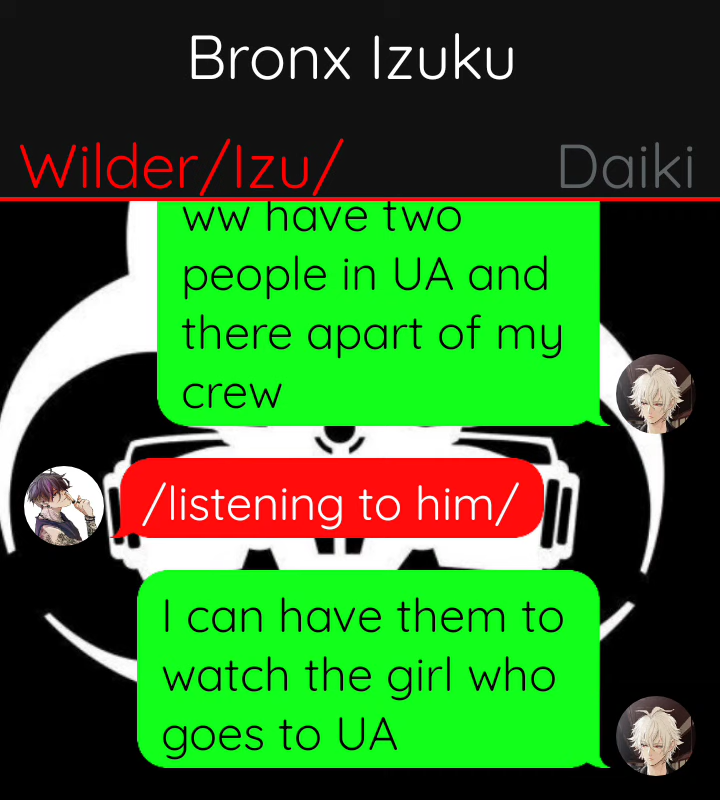 Bronx Izuku
Wilder/Izu/
Daiki
ww have two
people in UA and
there apart of my
crew
/listening to him/
I can have them to
watch the girl who
goes to UA